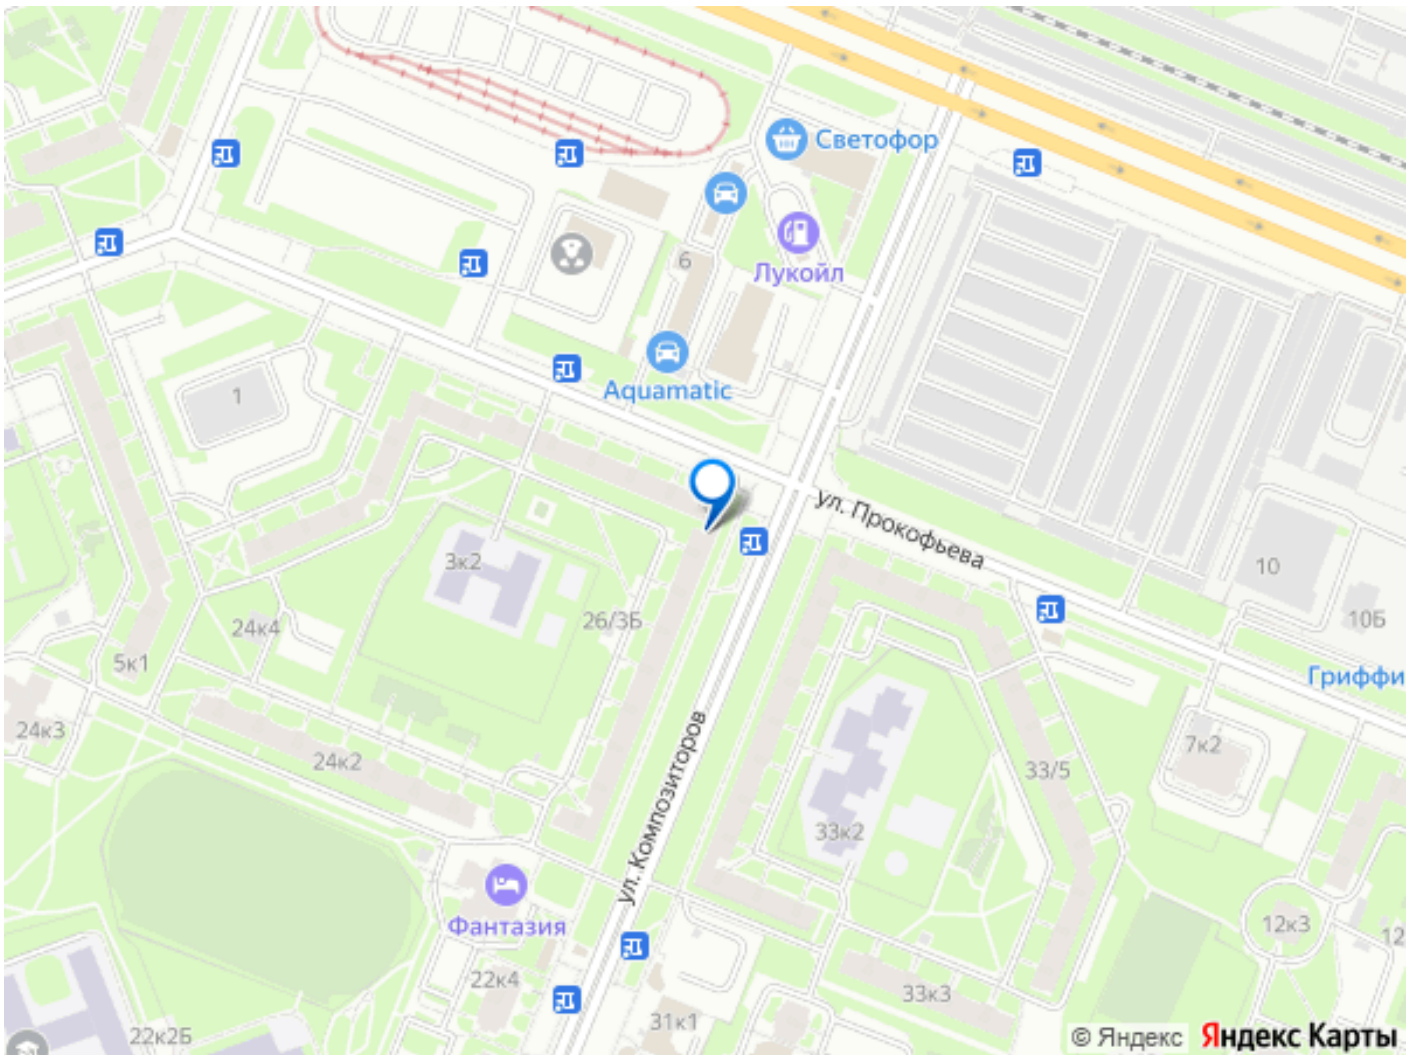 Светофор
6
Лукойл
Aquamatic
1
ул. Прокофьева
3к2
10
26/3Б
10Б
24к4
5к1
Гриффи
24к3
7к2
24к2
33/5
ул. Композиторов
33к2
Фантазия
12к3
12
22к4
33к3
31к1
22к2Б
© Яндекс Яндекс Карты